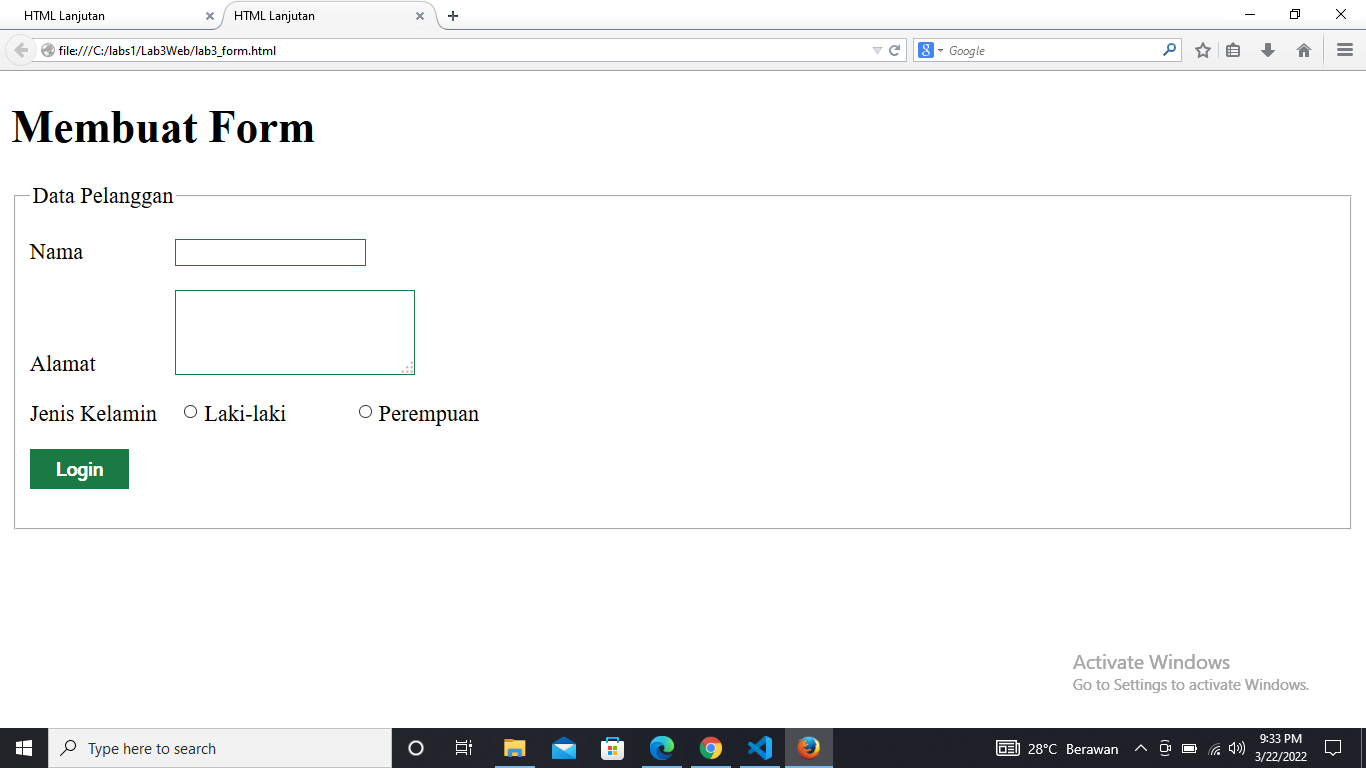 HTML Lanjutan
HTML Lanjutan
file:///C:/labs1/Lab3Web/lab3_form.html
Google
Membuat Form
Data Pelanggan
Nama
Alamat
Jenis Kelamin Laki-laki Perempuan
Login
Activate Windows
Go to Settings to activate Windows.
Type here to search
28°C Berawan
9:33 PM
3/22/2022